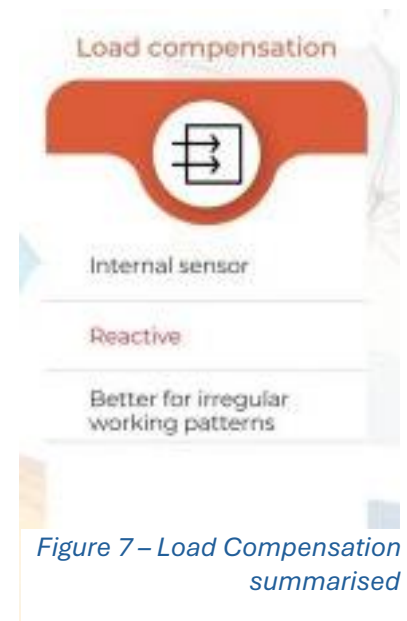 Load compensation
Internal sensor
Reactive
Better for irregular
working patterns
Figure 7 – Load Compensation
summarised